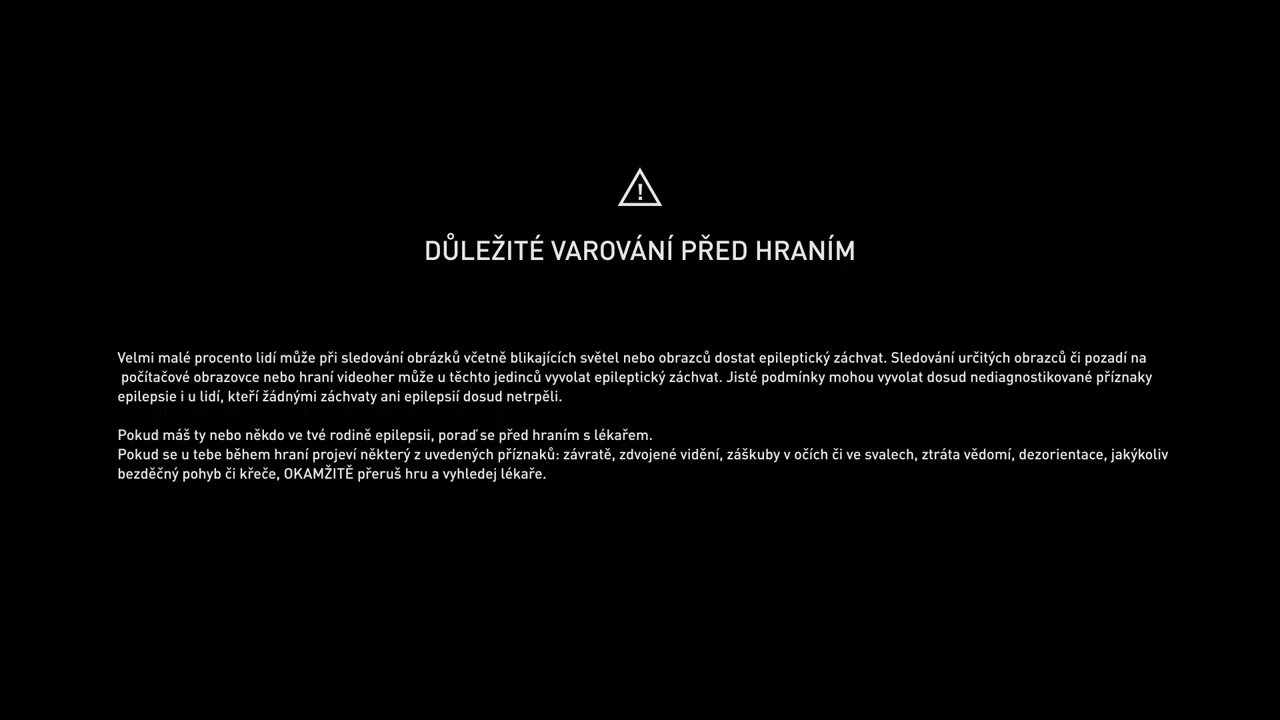 DŮLEŽITÉ VAROVÁNÍ PŘED HRANÍM
Velmi malé procento lidí může při sledování obrázků včetně blikajících světel nebo obrazců dostat epileptický záchvat. Sledování určitých obrazců či pozadí na
počítačové obrazovce nebo hraní videoher může u těchto jedinců vyvolat epileptický záchvat. Jisté podmínky mohou vyvolat dosud nediagnostikované příznaky
epilepsie i u lidí, kteří žádnými záchvaty ani epilepsií dosud netrpěli.
Pokud máš ty nebo někdo ve tvé rodině epilepsii, poraď se před hraním s lékařem.
Pokud se u tebe během hraní projeví některý z uvedených příznaků: závratě, zdvojené vidění, záškuby v očích či ve svalech, ztráta vědomí, dezorientace, jakýkoliv
bezděčný pohyb či křeče, OKAMŽITĚ přeruš hru a vyhledej lékaře.